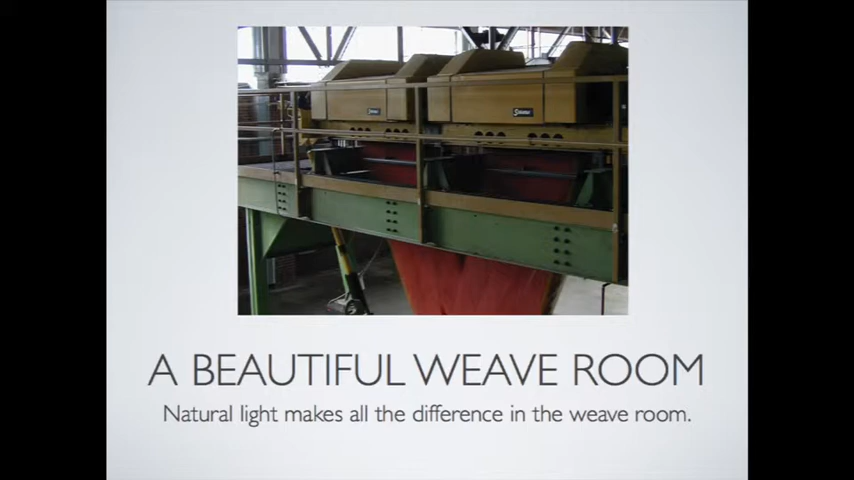 A BEAUTIFUL WEAVE ROOM
Natural light makes all the difference in the weave room.